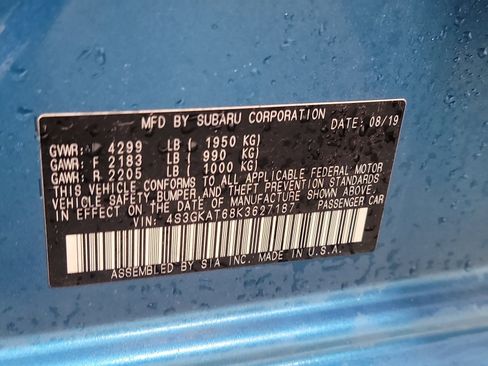 MFD BY SUBARU CORPORATION DATE: 08/19
GVWR: 4299 LB ( 1950 KG)
GAWR: F 2183 LB ( 990 KG)
GAWR: R 2205 LB ( 1000 KG)
THIS VEHICLE CONFORMS TO ALL APPLICABLE FEDERAL MOTOR
VEHICLE SAFETY, BUMPER, AND THEFT PREVENTION STANDARDS
IN EFFECT ON THE DATE OF MANUFACTURE SHOWN ABOVE.
VIN: 4S3GKAT68K3627187 PASSENGER CAR
ASSEMBLED BY SIA INC. MADE IN U.S.A.